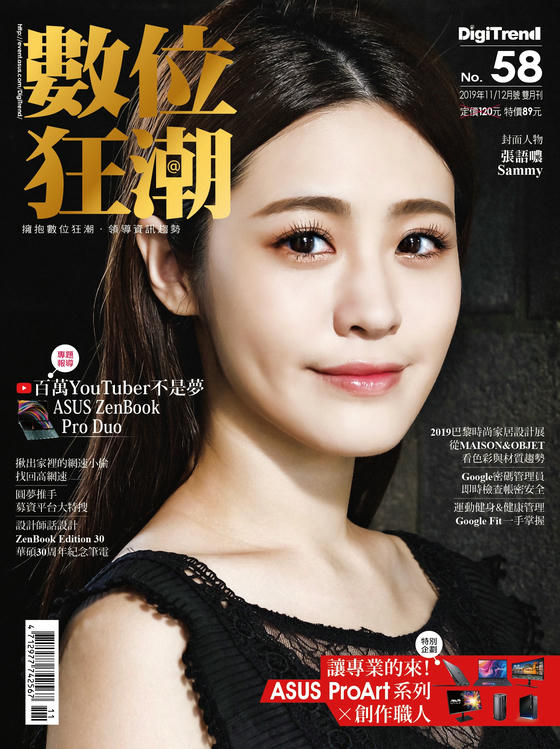 http://event.asus.com/DigiTrend/
數位
狂潮
@
擁抱數位狂潮・領導資訊趨勢
DigiTrend
No. 58
2019年11/12月號 雙月刊
定價120元 特價89元
封面人物
張語噥
Sammy
專題
報導
百萬YouTuber不是夢
ASUS ZenBook
Pro Duo
揪出家裡的網速小偷
找回高網速
圓夢推手
募資平台大特搜
設計師話設計
ZenBook Edition 30
華碩30周年紀念筆電
2019巴黎時尚家居設計展
從MAISON&OBJET
看色彩與材質趨勢
Google密碼管理員
即時檢查帳密安全
運動健身&健康管理
Google Fit一手掌握
4712977742567
11
特別
企劃
讓專業的來!
ASUS ProArt 系列
×創作職人